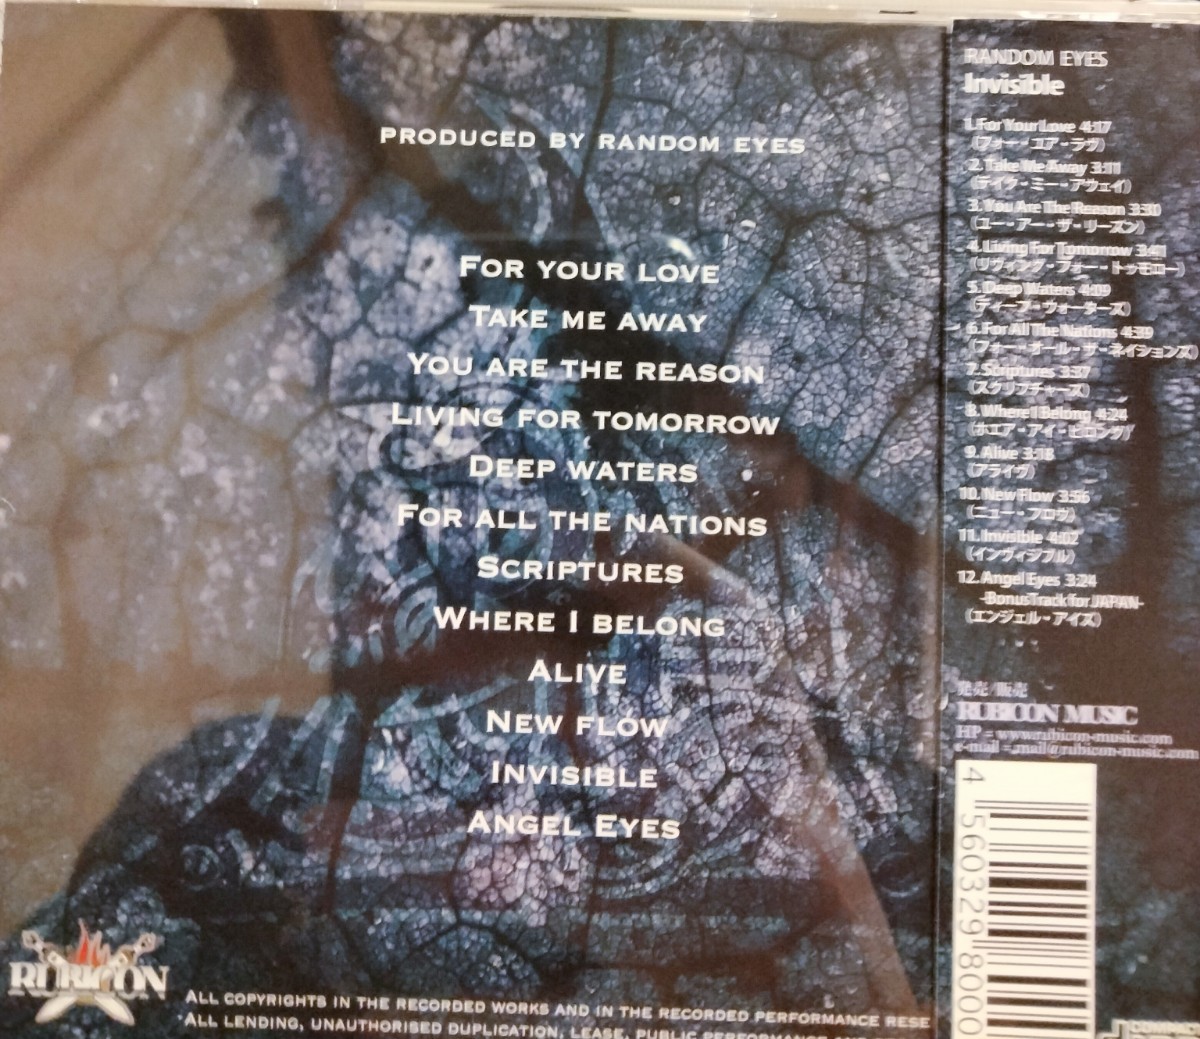 PRODUCED BY RANDOM EYES
FOR YOUR LOVE
TAKE ME AWAY
YOU ARE THE REASON
LIVING FOR TOMORROW
DEEP WATERS
FOR ALL THE NATIONS
SCRIPTURES
WHERE I BELONG
ALIVE
NEW FLOW
INVISIBLE
ANGEL EYES
RUBICON
ALL COPYRIGHTS IN THE RECORDED WORKS AND IN THE RECORDED PERFORMANCE RESE
ALL LENDING, UNAUTHORISED DUPLICATION, LEASE, PUBLIC PERFORMANCE AND
RANDOM EYES
Invisible
1. For Your Love 4:17
(フォー・ユア・ラヴ)
2. Take Me Away 3:11
(テイク・ミー・アウェイ)
3. You Are The Reason 3:30
(ユー・アー・ザ・リーズン)
4. Living For Tomorrow 3:41
(リヴィング・フォー・トゥモロー)
5. Deep Waters 4:09
(ディープ・ウォーターズ)
6. For All The Nations 4:39
(フォー・オール・ザ・ネイションズ)
7. Scriptures 3:37
(スクリプチャーズ)
8. Where I Belong 4:24
(ホエア・アイ・ビロング)
9. Alive 3:18
(アライヴ)
10. New Flow 3:56
(ニュー・フロウ)
11. Invisible 4:02
(インヴィジブル)
12. Angel Eyes 3:24
-Bonus Track for JAPAN-
(エンジェル・アイズ)
発売/販売
RUBICON MUSIC
HP = www.rubicon-music.com
e-mail = mail@rubicon-music.com
4 560329 8000